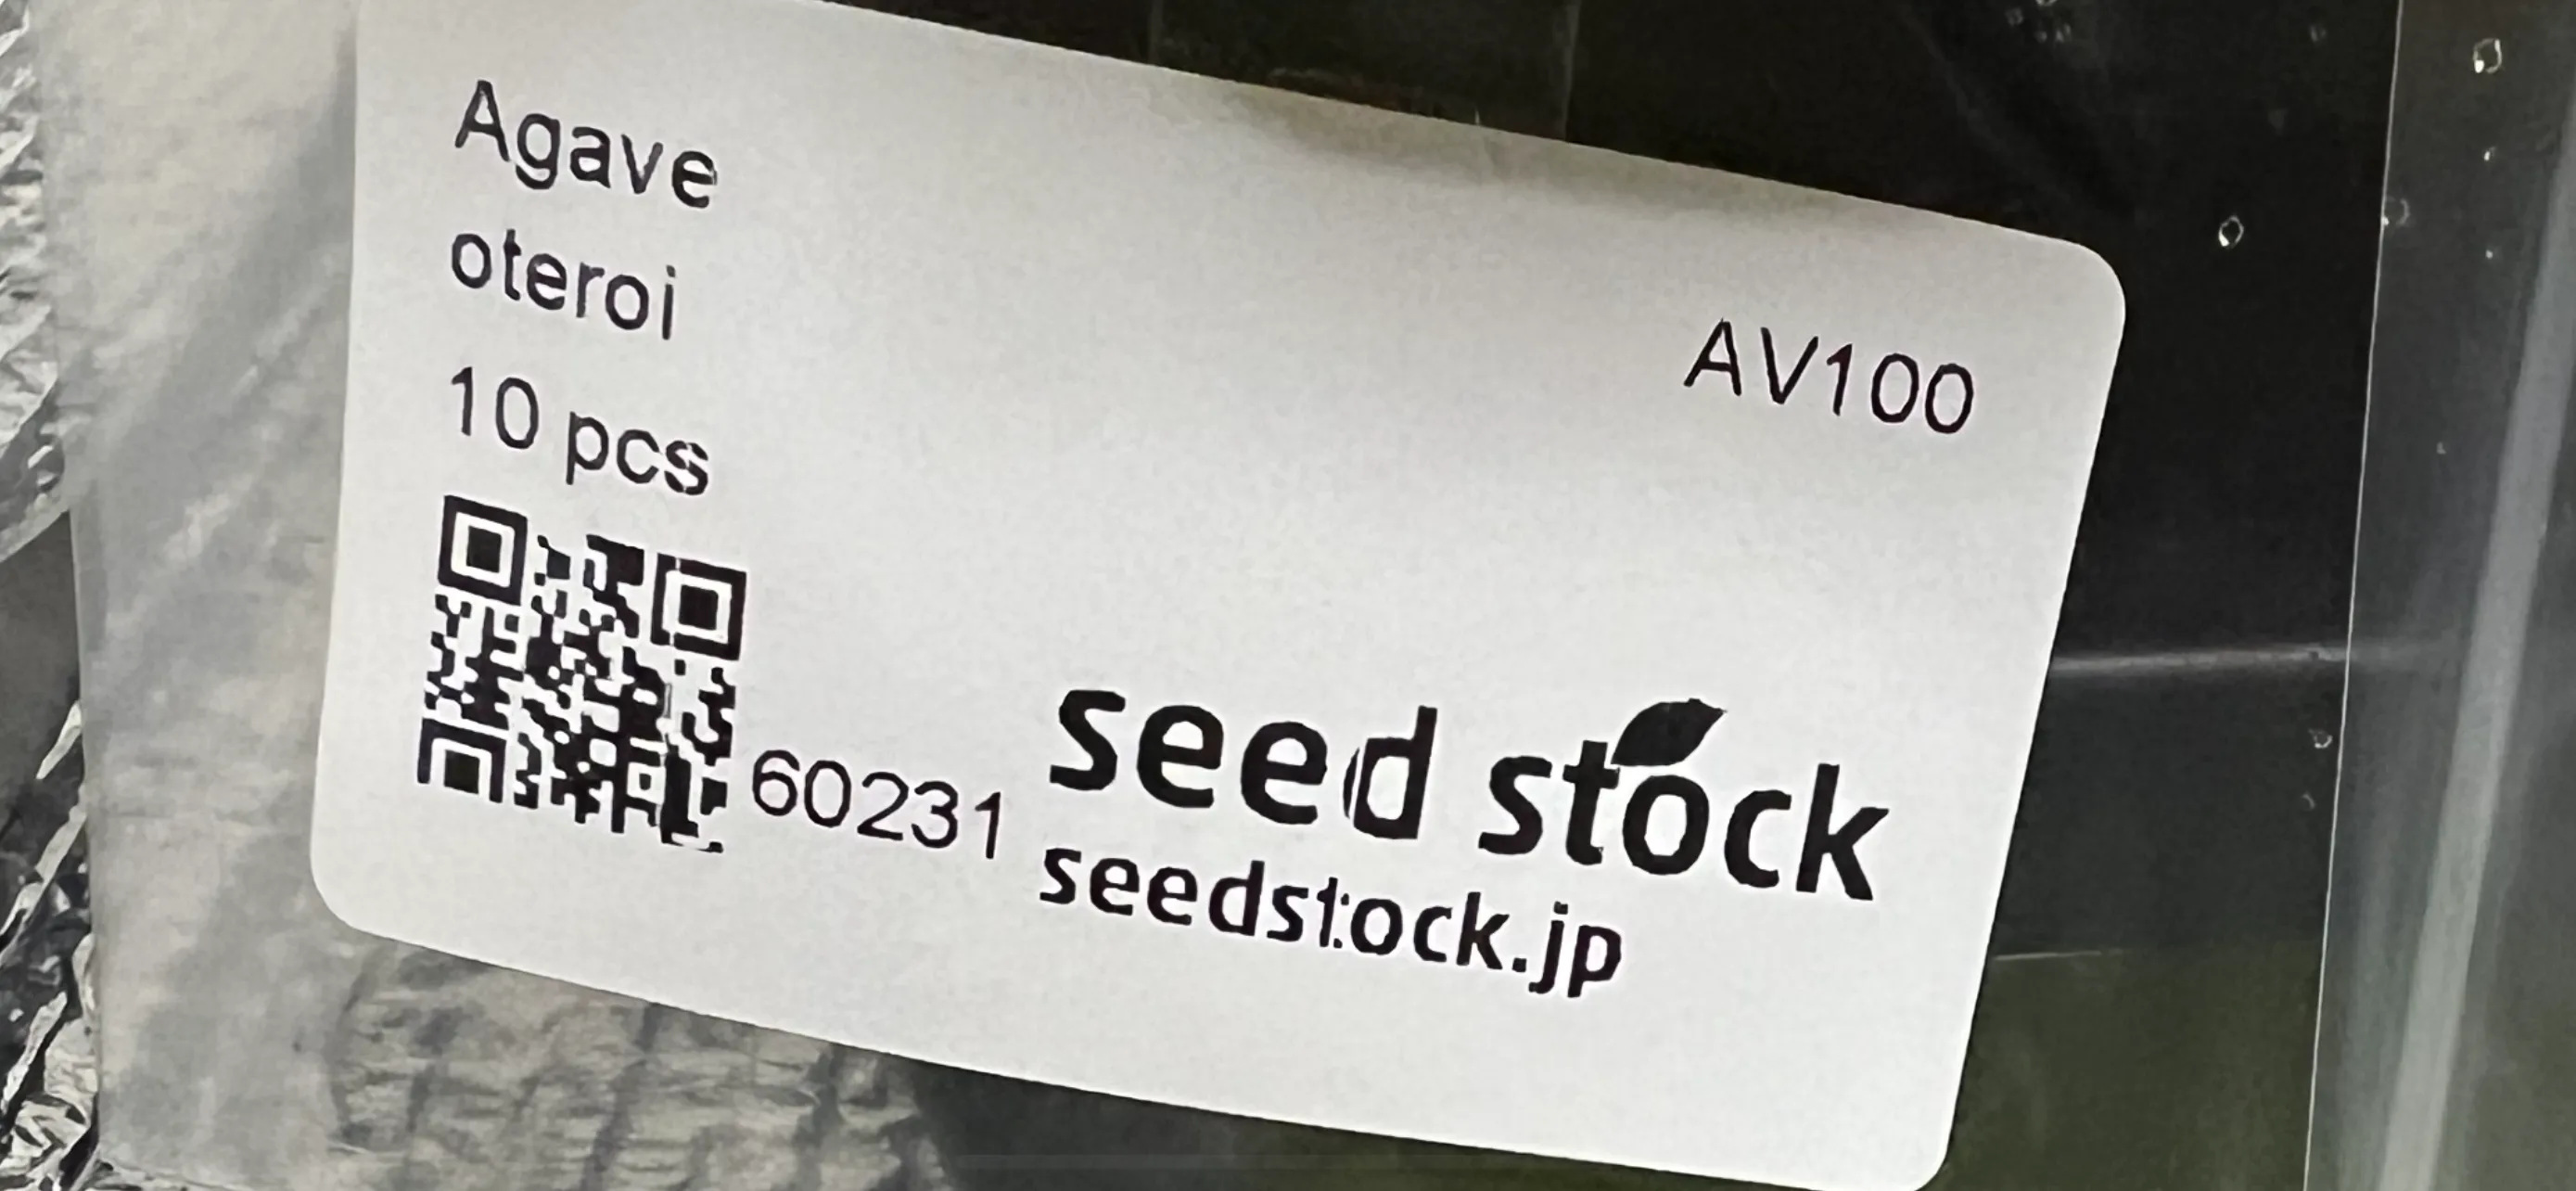 Agave
oteroi
10 pcs
AV100
60231
seed stock
seedstock.jp